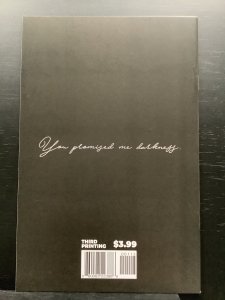 You promised me darkness.
THIRD
PRINTING
$3.99